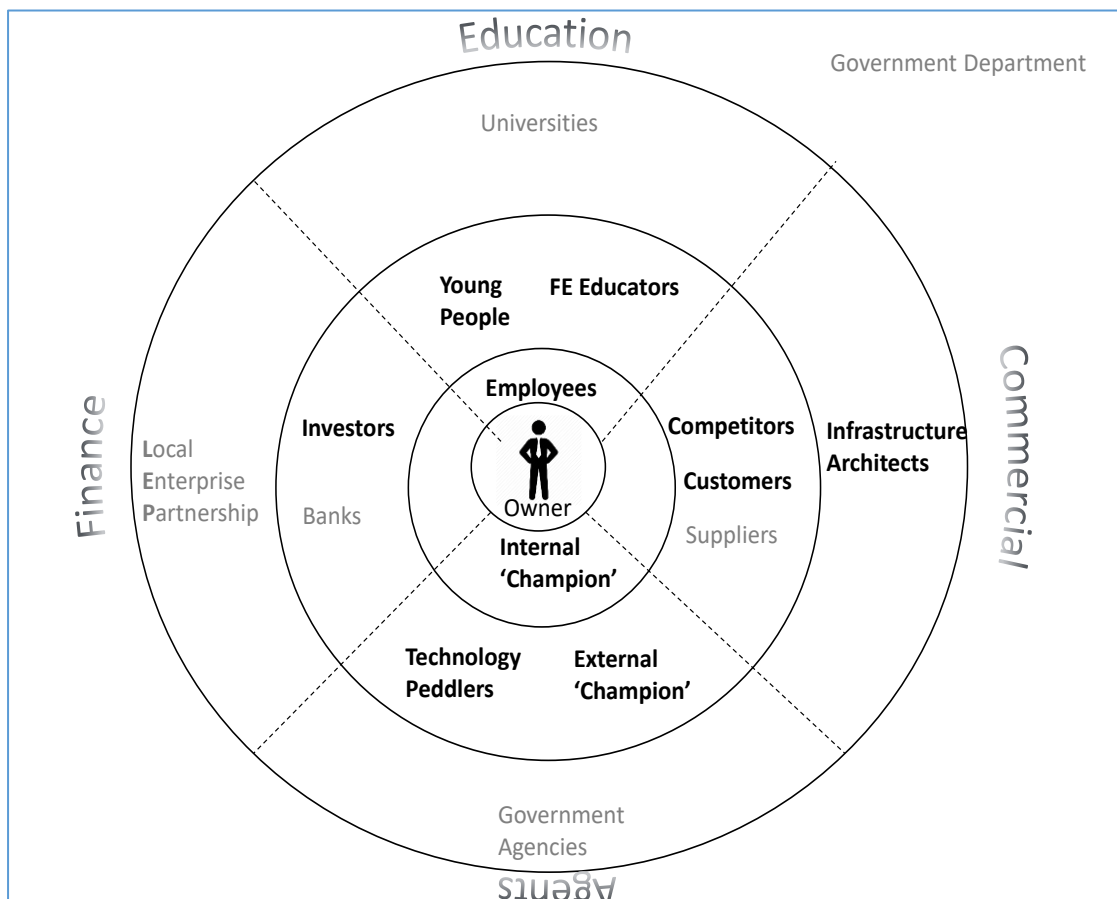 Education
Government Department
Universities
Young
People
FE Educators
Employees
Finance
Investors
Competitors
Infrastructure
Architects
Commercial
Local
Enterprise
Partnership
Customers
Banks
Owner
Suppliers
Internal
‘Champion’
Technology
Peddlers
External
‘Champion’
Government
Agencies
Agents